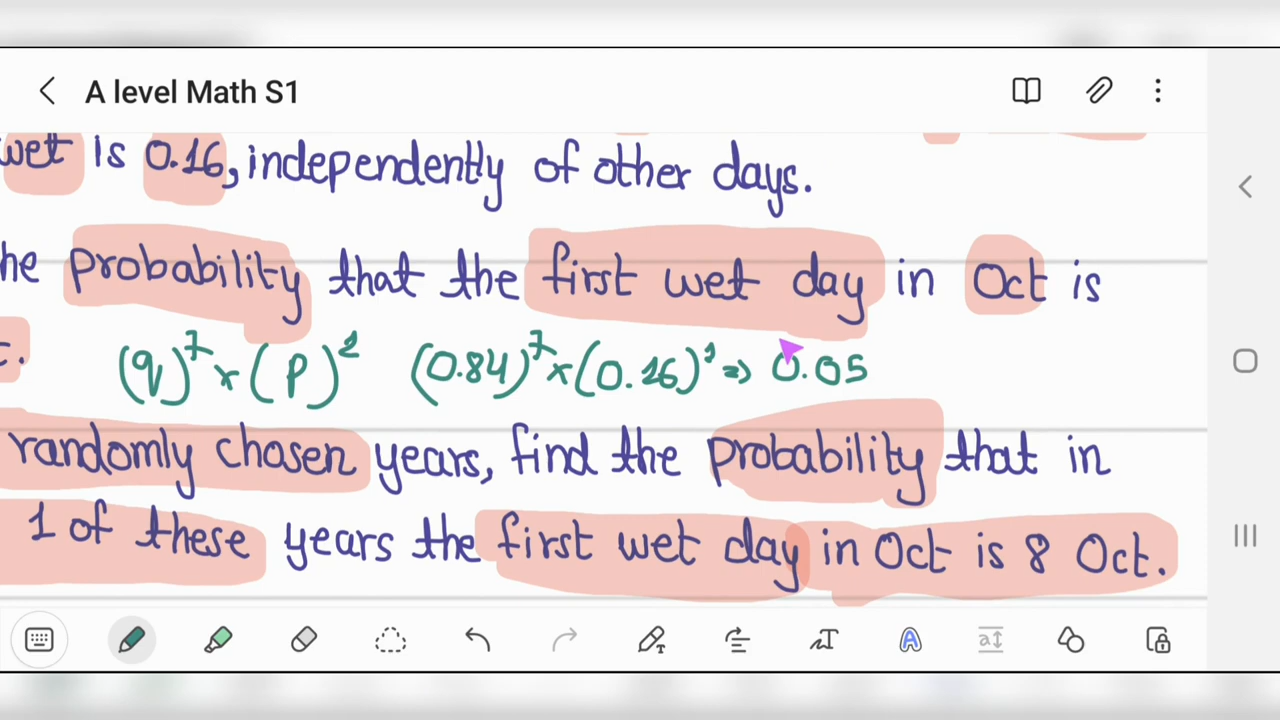 A level Math S1
wet is 0.16, independently of other days.
he probability that the first wet day in Oct is
t. (q)^7 x (p)^1 (0.84)^7 x (0.16)^1 => 0.05
randomly chosen years, find the probability that in
1 of these years the first wet day in Oct is 8 Oct.